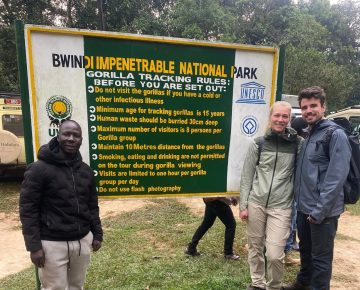 BWINDI IMPENETRABLE NATIONAL PARK
GORILLA TRACKING RULES:
BEFORE YOU ARE SET OUT:
Do not visit the gorillas if you have a cold or
other infectious illness
Minimum age for tracking gorillas is 15
years
Human waste should be burried 30cm deep
Maximum number of visitors is 8 persons per
Gorilla group
Maintain 10 Metres distance from the gorillas
Smoking, eating and drinking are not permitted
on the tour during gorilla viewing
Visits are limited to one hour per gorilla
group per day
Do not use flash photography
UNESCO